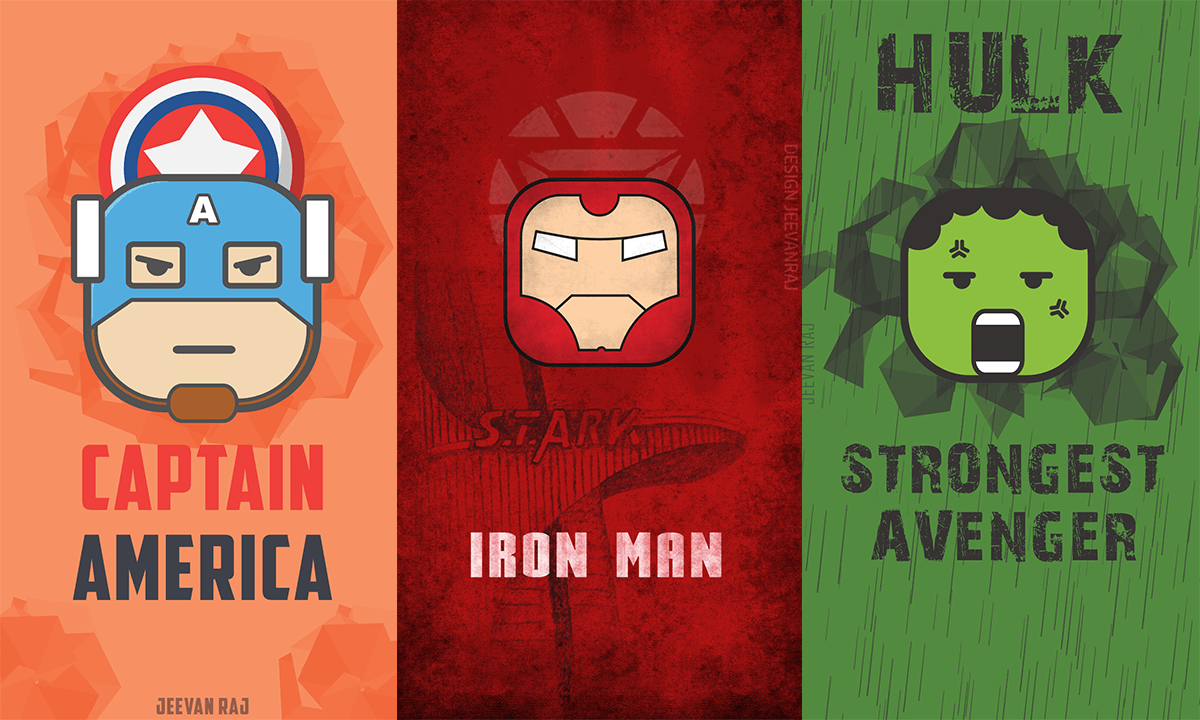 A
CAPTAIN
AMERICA
JEEVAN RAJ
DESIGN JEEVANRAJ
S.T.A.R.K.
IRON MAN
HULK
JEEVAN RAJ
STRONGEST
AVENGER